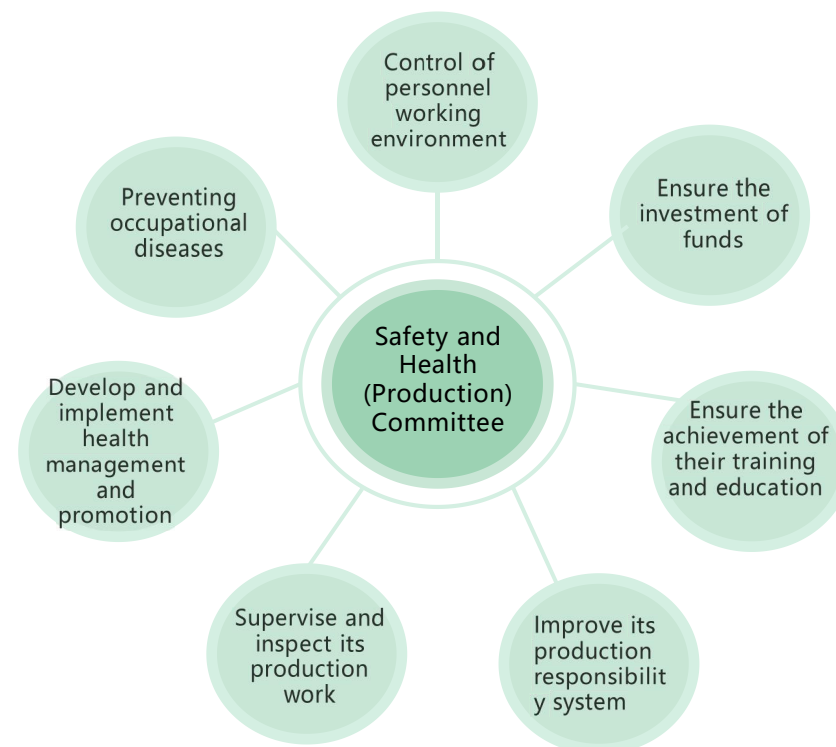 Control of
personnel
working
environment
Ensure the
investment of
funds
Ensure the
achievement of
their training
and education
Improve its
production
responsibilit
y system
Supervise and
inspect its
production
work
Develop and
implement
health
management
and
promotion
Preventing
occupational
diseases
Safety and
Health
(Production)
Committee